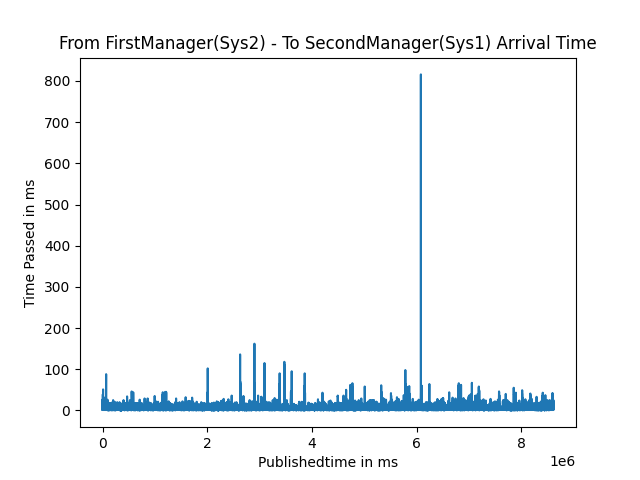 From FirstManager(Sys2) - To SecondManager(Sys1) Arrival Time
Time Passed in ms
800
700
600
500
400
300
200
100
0
0 2 4 6 8
1e6
Publishedtime in ms